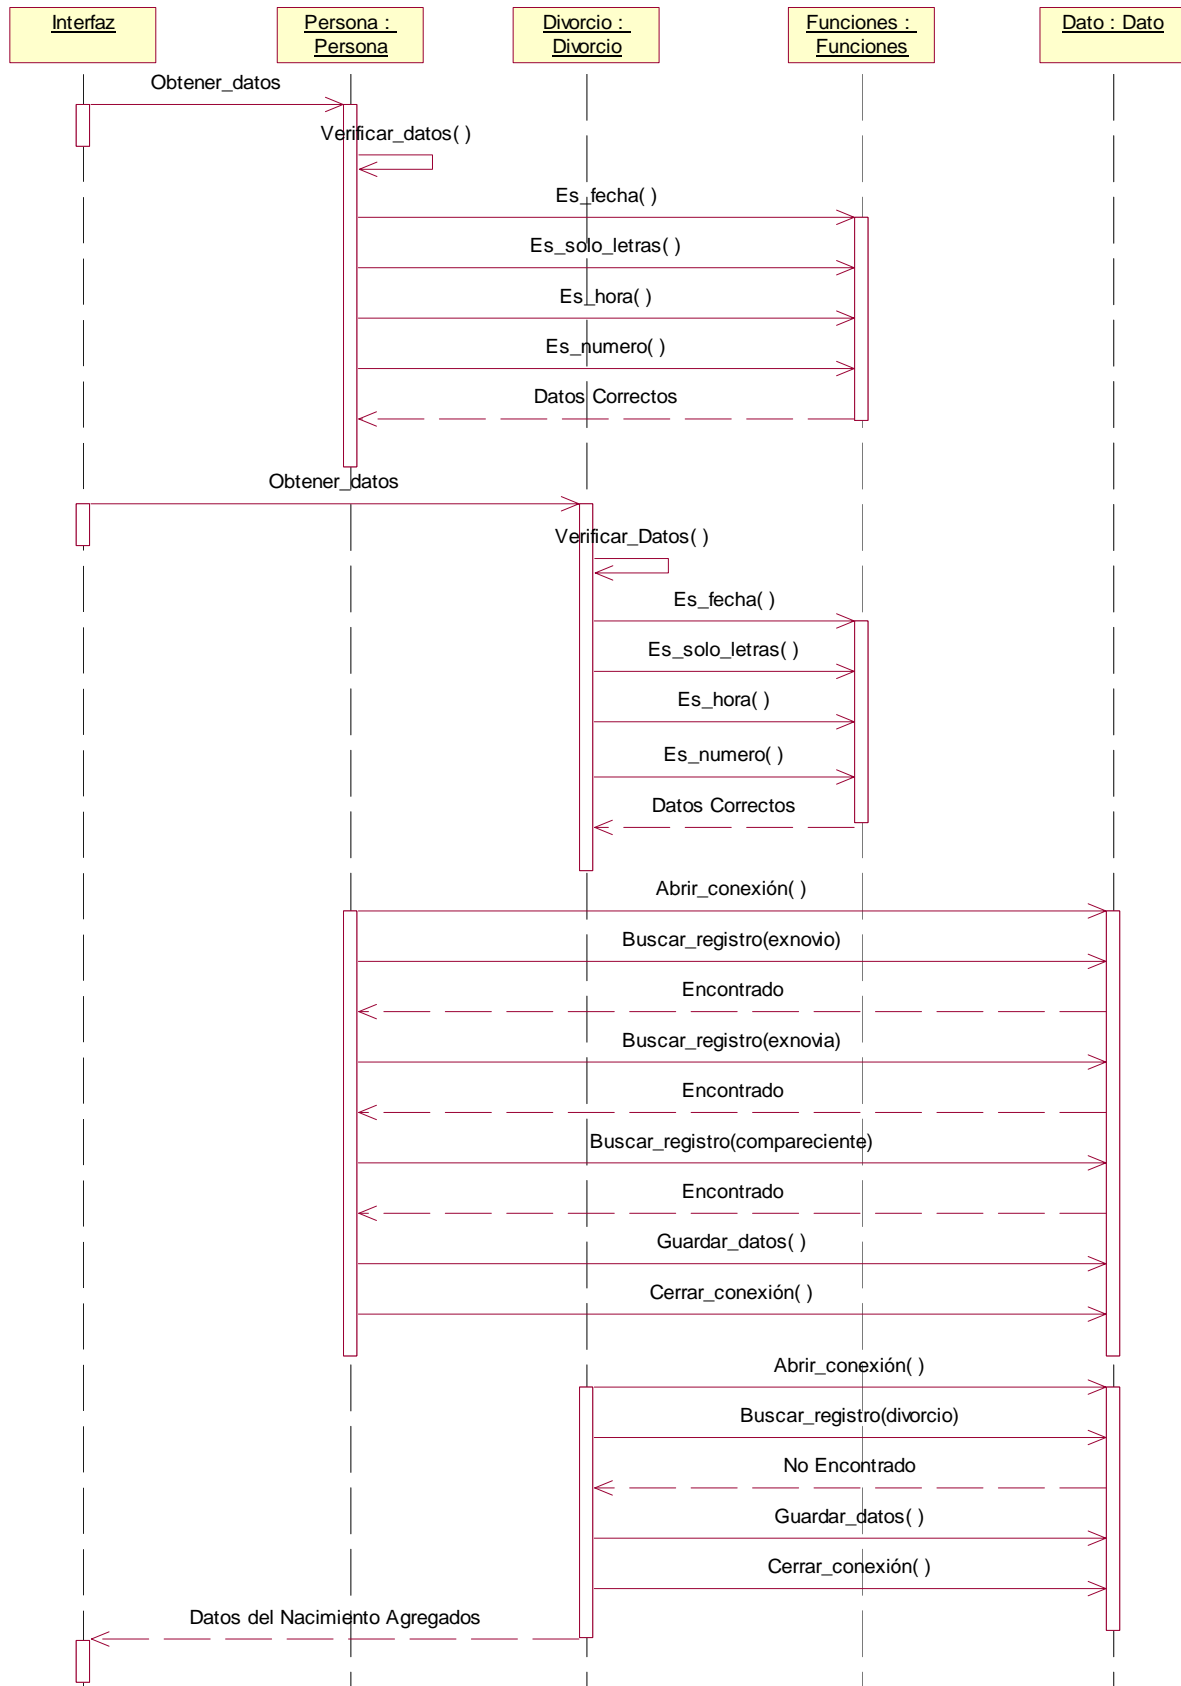 Interfaz
Persona :
Persona
Divorcio :
Divorcio
Funciones :
Funciones
Dato : Dato
Obtener_datos
Verificar_datos( )
Es_fecha( )
Es_solo_letras( )
Es_hora( )
Es_numero( )
Datos Correctos
Obtener_datos
Verificar_Datos( )
Es_fecha( )
Es_solo_letras( )
Es_hora( )
Es_numero( )
Datos Correctos
Abrir_conexión( )
Buscar_registro(exnovio)
Encontrado
Buscar_registro(exnovia)
Encontrado
Buscar_registro(compareciente)
Encontrado
Guardar_datos( )
Cerrar_conexión( )
Abrir_conexión( )
Buscar_registro(divorcio)
No Encontrado
Guardar_datos( )
Cerrar_conexión( )
Datos del Nacimiento Agregados